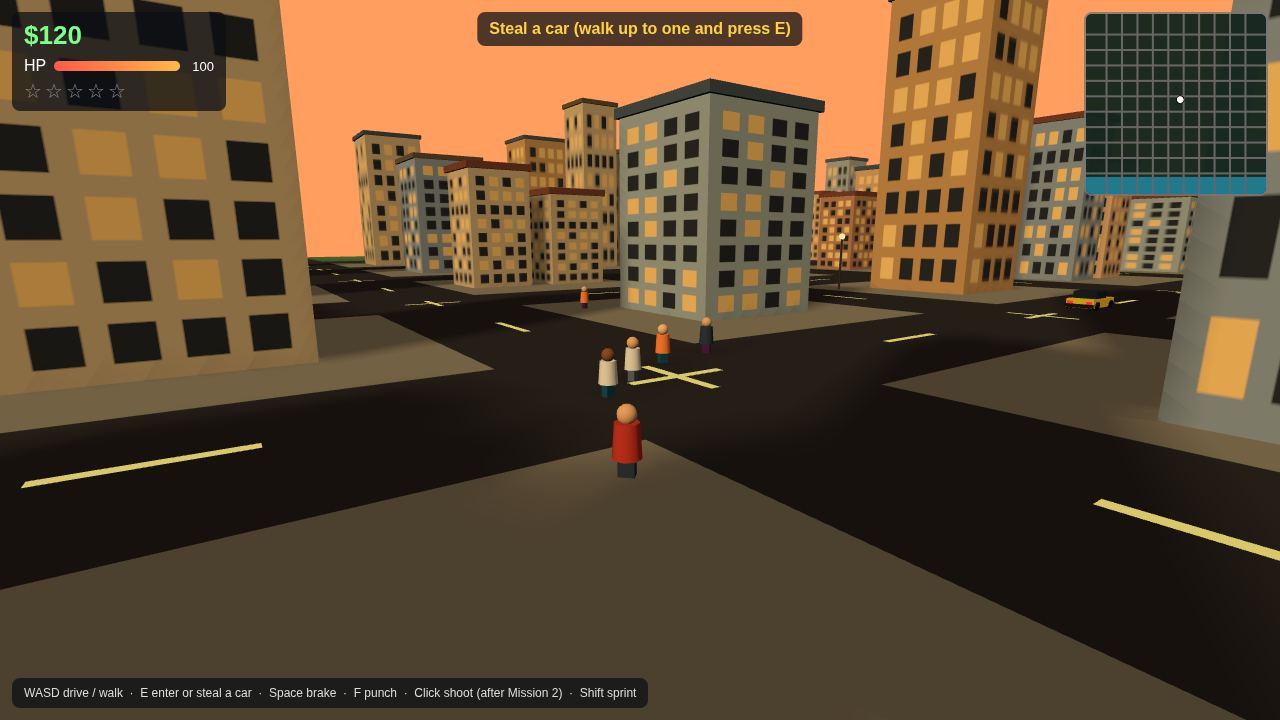 $120
Steal a car (walk up to one and press E)
HP 100
☆☆☆☆☆
WASD drive / walk · E enter or steal a car · Space brake · F punch · Click shoot (after Mission 2) · Shift sprint